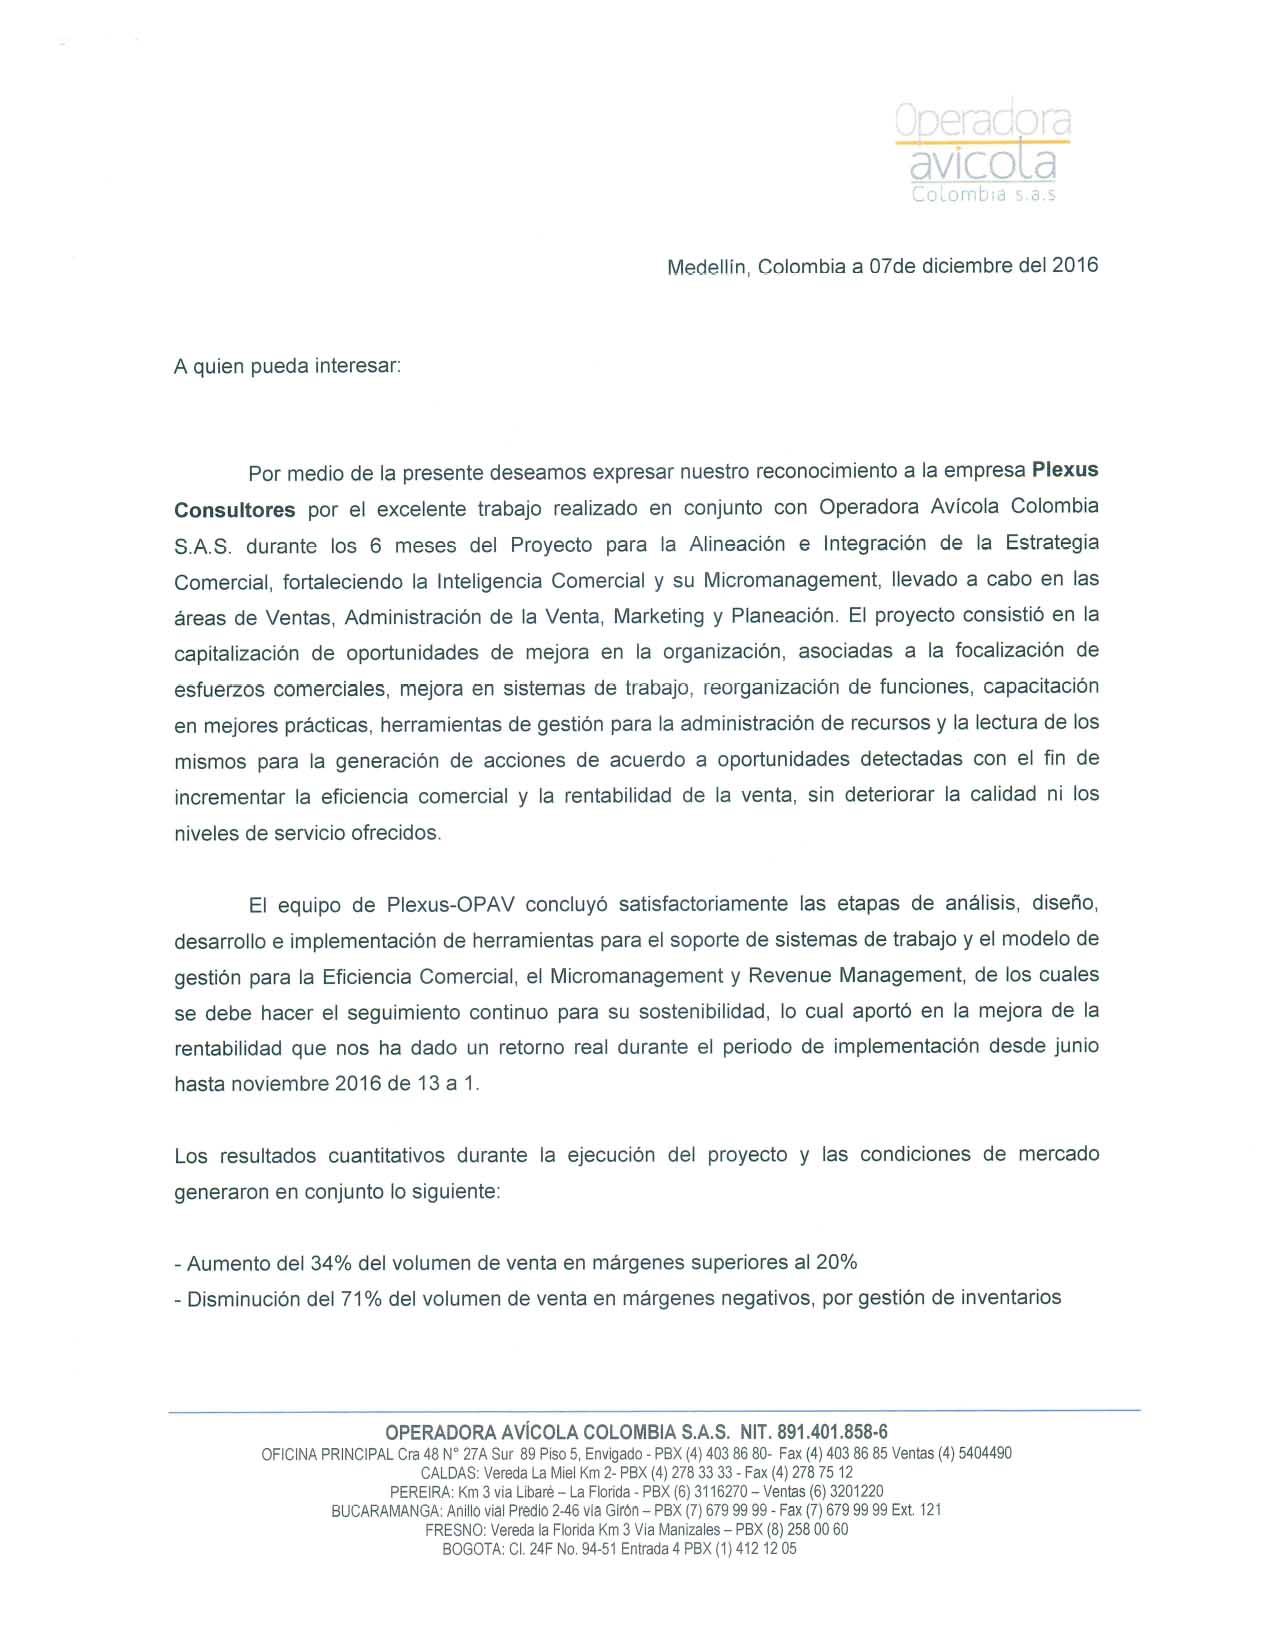 Operadora
avícola
Colombia s.a.s
Medellín, Colombia a 07de diciembre del 2016
A quien pueda interesar:
Por medio de la presente deseamos expresar nuestro reconocimiento a la empresa Plexus
Consultores por el excelente trabajo realizado en conjunto con Operadora Avícola Colombia
S.A.S. durante los 6 meses del Proyecto para la Alineación e Integración de la Estrategia
Comercial, fortaleciendo la Inteligencia Comercial y su Micromanagement, llevado a cabo en las
áreas de Ventas, Administración de la Venta, Marketing y Planeación. El proyecto consistió en la
capitalización de oportunidades de mejora en la organización, asociadas a la focalización de
esfuerzos comerciales, mejora en sistemas de trabajo, reorganización de funciones, capacitación
en mejores prácticas, herramientas de gestión para la administración de recursos y la lectura de los
mismos para la generación de acciones de acuerdo a oportunidades detectadas con el fin de
incrementar la eficiencia comercial y la rentabilidad de la venta, sin deteriorar la calidad ni los
niveles de servicio ofrecidos.
El equipo de Plexus-OPAV concluyó satisfactoriamente las etapas de análisis, diseño,
desarrollo e implementación de herramientas para el soporte de sistemas de trabajo y el modelo de
gestión para la Eficiencia Comercial, el Micromanagement y Revenue Management, de los cuales
se debe hacer el seguimiento continuo para su sostenibilidad, lo cual aportó en la mejora de la
rentabilidad que nos ha dado un retorno real durante el periodo de implementación desde junio
hasta noviembre 2016 de 13 a 1.
Los resultados cuantitativos durante la ejecución del proyecto y las condiciones de mercado
generaron en conjunto lo siguiente:
- Aumento del 34% del volumen de venta en márgenes superiores al 20%
- Disminución del 71% del volumen de venta en márgenes negativos, por gestión de inventarios
OPERADORA AVÍCOLA COLOMBIA S.A.S. NIT. 891.401.858-6
OFICINA PRINCIPAL Cra 48 N° 27A Sur 89 Piso 5, Envigado - PBX (4) 403 86 80- Fax (4) 403 86 85 Ventas (4) 5404490
CALDAS: Vereda La Miel Km 2- PBX (4) 278 33 33 - Fax (4) 278 75 12
PEREIRA: Km 3 vía Libaré – La Florida - PBX (6) 3116270 – Ventas (6) 3201220
BUCARAMANGA: Anillo vial Predio 2-46 vía Girón – PBX (7) 679 99 99 - Fax (7) 679 99 99 Ext. 121
FRESNO: Vereda la Florida Km 3 Via Manizales – PBX (8) 258 00 60
BOGOTA: Cl. 24F No. 94-51 Entrada 4 PBX (1) 412 12 05